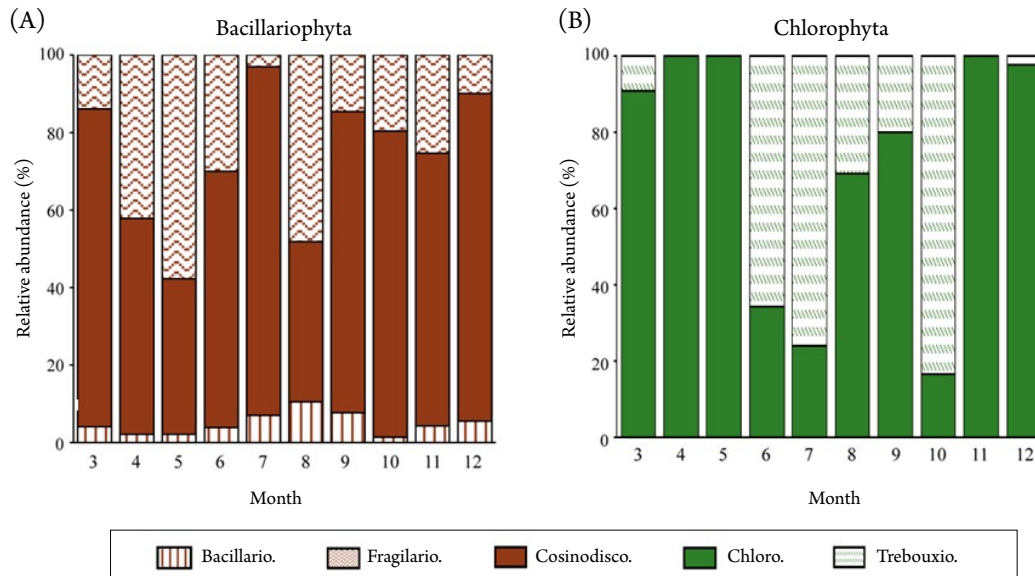 (A)
Bacillariophyta
Relative abundance (%)
100
80
60
40
20
0
3 4 5 6 7 8 9 10 11 12
Month
(B)
Chlorophyta
Relative abundance (%)
100
80
60
40
20
0
3 4 5 6 7 8 9 10 11 12
Month
Bacillario. Fragilario. Cosinodisco. Chloro. Trebouxio.